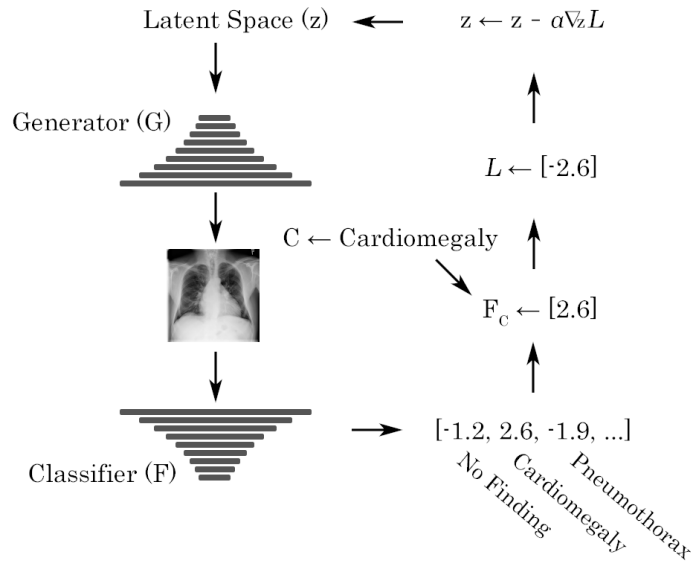 Latent Space (z)
z ← z - α∇zL
Generator (G)
L ← [-2.6]
C ← Cardiomegaly
F_C ← [2.6]
[-1.2, 2.6, -1.9, ...]
Classifier (F)
No Finding
Cardiomegaly
Pneumothorax